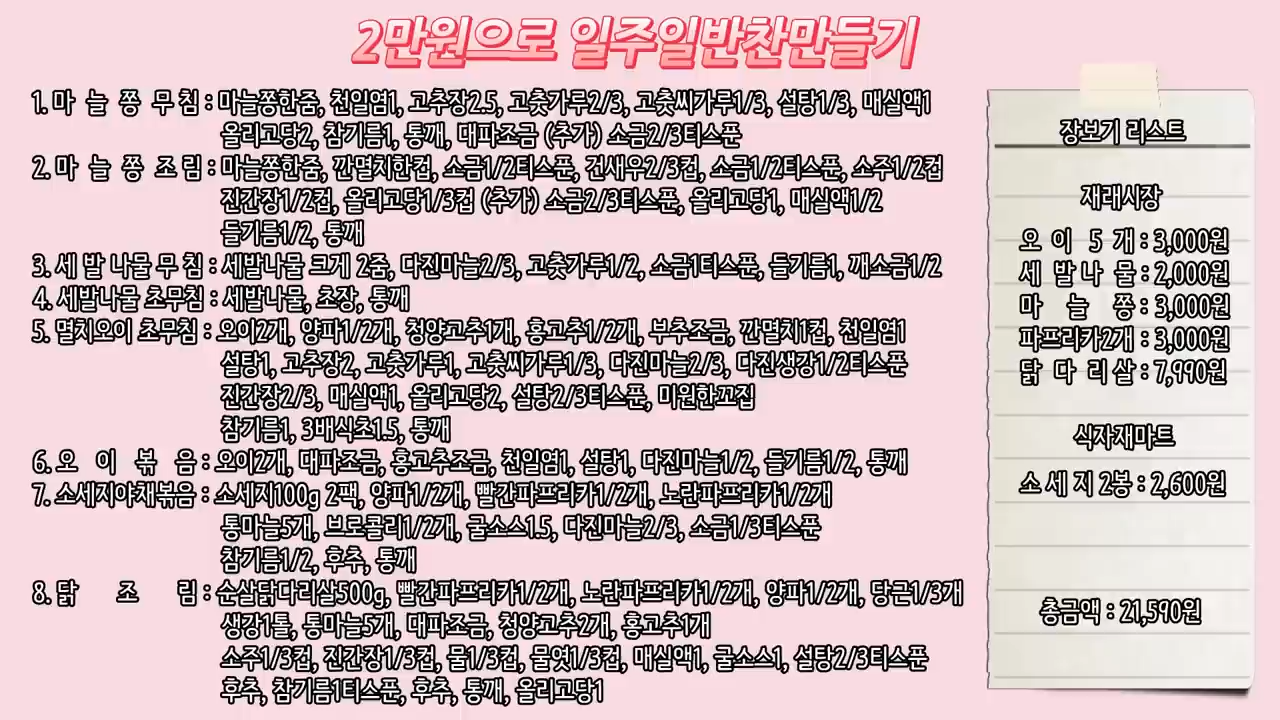 2만원으로 일주일반찬만들기
1. 마 늘 쫑 무 침 : 마늘쫑한줌, 천일염1, 고추장2.5, 고춧가루2/3, 고춧씨가루1/3, 설탕1/3, 매실액1
올리고당2, 참기름1, 통깨, 대파조금 (추가) 소금2/3티스푼
2. 마 늘 쫑 조 림 : 마늘쫑한줌, 깐멸치한컵, 소금1/2티스푼, 건새우2/3컵, 소금1/2티스푼, 소주1/2컵
진간장1/2컵, 올리고당1/3컵 (추가) 소금2/3티스푼, 올리고당1, 매실액1/2
들기름1/2, 통깨
3. 세 발 나물 무 침 : 세발나물 크게 2줌, 다진마늘2/3, 고춧가루1/2, 소금1티스푼, 들기름1, 깨소금1/2
4. 세발나물 초무침 : 세발나물, 초장, 통깨
5. 멸치오이 초무침 : 오이2개, 양파1/2개, 청양고추1개, 홍고추1/2개, 부추조금, 깐멸치1컵, 천일염1
설탕1, 고추장2, 고춧가루1, 고춧씨가루1/3, 다진마늘2/3, 다진생강1/2티스푼
진간장2/3, 매실액1, 올리고당2, 설탕2/3티스푼, 미원한꼬집
참기름1, 3배식초1.5, 통깨
6. 오 이 볶 음 : 오이2개, 대파조금, 홍고추조금, 천일염1, 설탕1, 다진마늘1/2, 들기름1/2, 통깨
7. 소세지야채볶음 : 소세지100g 2팩, 양파1/2개, 빨간파프리카1/2개, 노란파프리카1/2개
통마늘5개, 브로콜리1/2개, 굴소스1.5, 다진마늘2/3, 소금1/3티스푼
참기름1/2, 후추, 통깨
8. 닭 조 림 : 순살닭다리살500g, 빨간파프리카1/2개, 노란파프리카1/2개, 양파1/2개, 당근1/3개
생강1톨, 통마늘5개, 대파조금, 청양고추2개, 홍고추1개
소주1/3컵, 진간장1/3컵, 물1/3컵, 물엿1/3컵, 매실액1, 굴소스1, 설탕2/3티스푼
후추, 참기름1티스푼, 후추, 통깨, 올리고당1
장보기 리스트
재래시장
오 이 5 개 : 3,000원
세 발 나 물 : 2,000원
마 늘 쫑 : 3,000원
파프리카2개 : 3,000원
닭 다 리 살 : 7,990원
식자재마트
소 세 지 2봉 : 2,600원
총금액 : 21,590원